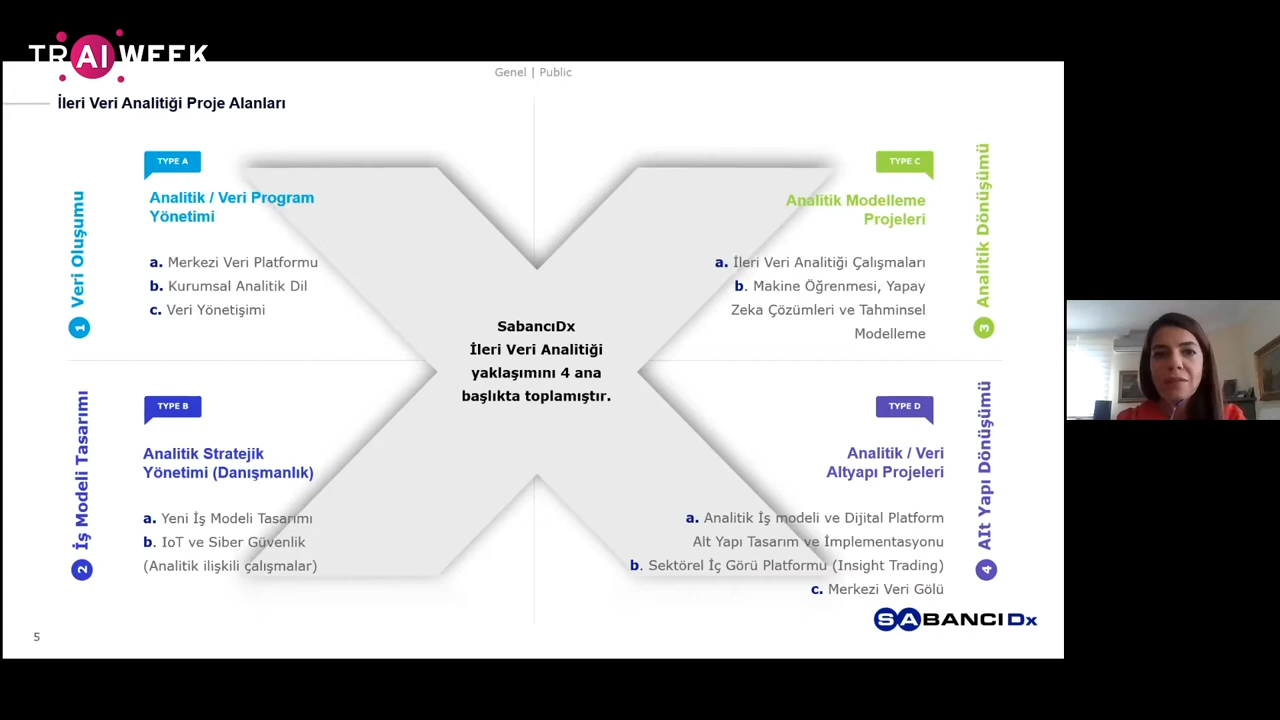 TRAI WEEK
Genel | Public
İleri Veri Analitiği Proje Alanları
TYPE A
Analitik / Veri Program
Yönetimi
a. Merkezi Veri Platformu
b. Kurumsal Analitik Dil
c. Veri Yönetişimi
1 Veri Oluşumu
TYPE C
Analitik Modelleme
Projeleri
a. İleri Veri Analitiği Çalışmaları
b. Makine Öğrenmesi, Yapay
Zeka Çözümleri ve Tahminsel
Modelleme
3 Analitik Dönüşümü
SabancıDx
İleri Veri Analitiği
yaklaşımını 4 ana
başlıkta toplamıştır.
TYPE B
Analitik Stratejik
Yönetimi (Danışmanlık)
a. Yeni İş Modeli Tasarımı
b. IoT ve Siber Güvenlik
(Analitik ilişkili çalışmalar)
2 İş Modeli Tasarımı
TYPE D
Analitik / Veri
Altyapı Projeleri
a. Analitik İş modeli ve Dijital Platform
Alt Yapı Tasarım ve İmplementasyonu
b. Sektörel İç Görü Platformu (Insight Trading)
c. Merkezi Veri Gölü
4 Alt Yapı Dönüşümü
SABANCI Dx
5